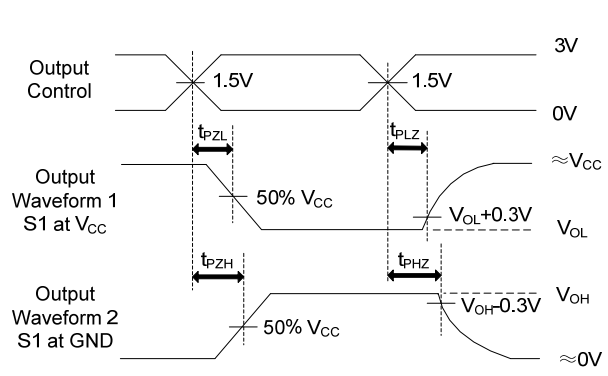 3V
Output
Control
1.5V
1.5V
0V
tPZL
tPLZ
Output
Waveform 1
S1 at VCC
≈VCC
50% VCC
VOL+0.3V
VOL
tPZH
tPHZ
Output
Waveform 2
S1 at GND
VOH
VOH-0.3V
50% VCC
≈0V